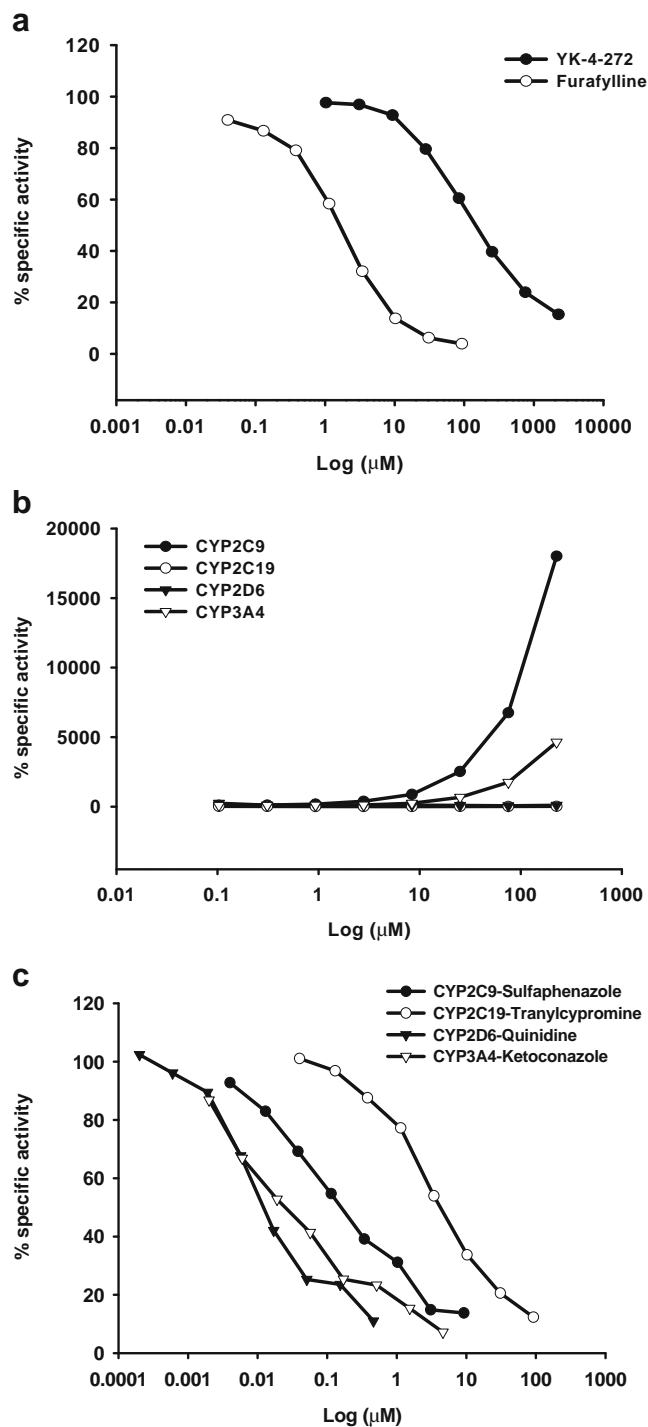 a
120
100
80
60
40
20
0
% specific activity
YK-4-272
Furafylline
0.001 0.01 0.1 1 10 100 1000 10000
Log (μM)
b
20000
15000
10000
5000
0
% specific activity
CYP2C9
CYP2C19
CYP2D6
CYP3A4
0.01 0.1 1 10 100 1000
Log (μM)
c
120
100
80
60
40
20
0
% specific activity
CYP2C9-Sulfaphenazole
CYP2C19-Tranylcypromine
CYP2D6-Quinidine
CYP3A4-Ketoconazole
0.0001 0.001 0.01 0.1 1 10 100 1000
Log (μM)